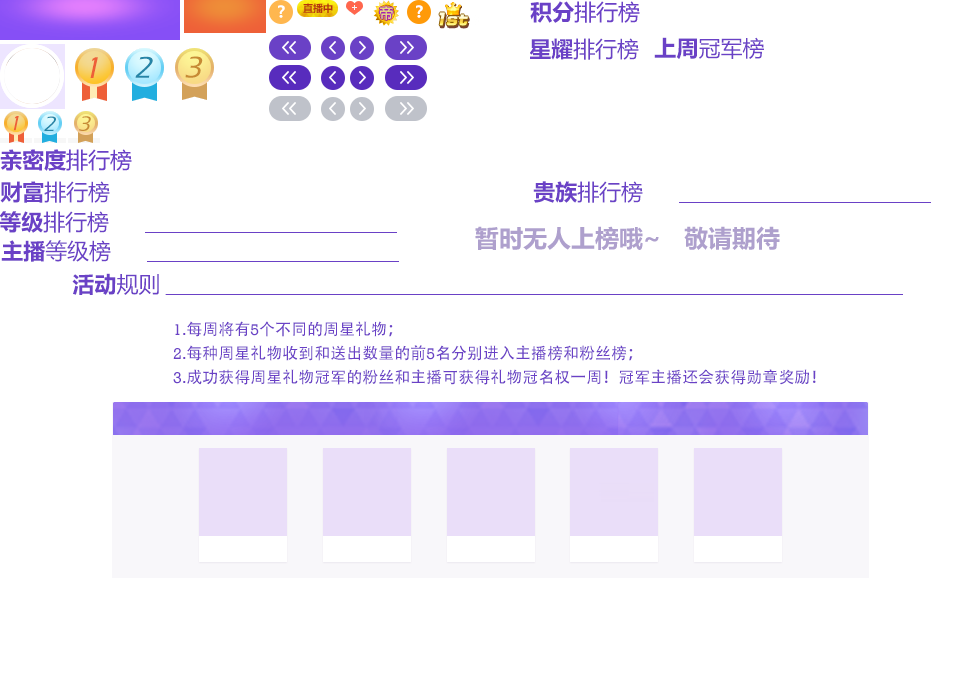 ? 直播中 帝 ? 1st
积分排行榜
星耀排行榜 上周冠军榜
1 2 3
1 2 3
亲密度排行榜
财富排行榜 贵族排行榜
等级排行榜
暂时无人上榜哦~ 敬请期待
主播等级榜
活动规则
1.每周将有5个不同的周星礼物；
2.每种周星礼物收到和送出数量的前5名分别进入主播榜和粉丝榜；
3.成功获得周星礼物冠军的粉丝和主播可获得礼物冠名权一周！冠军主播还会获得勋章奖励！